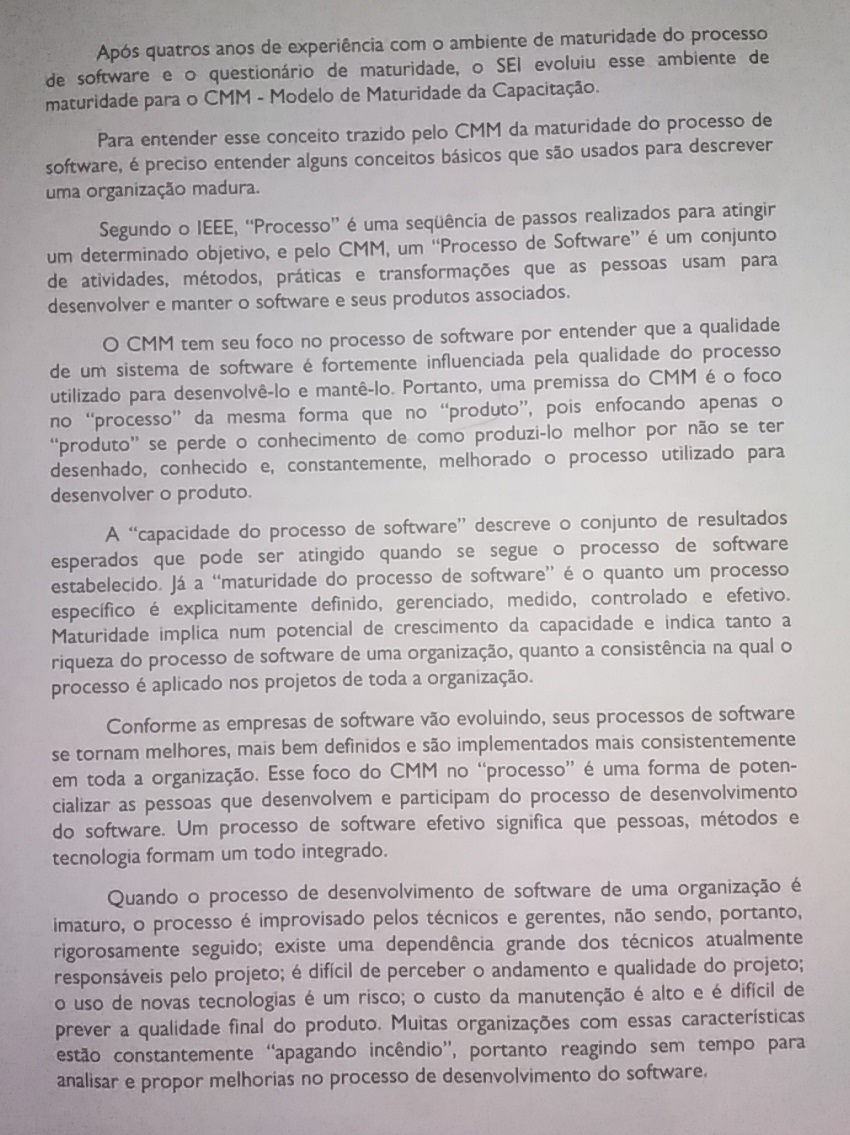 Após quatros anos de experiência com o ambiente de maturidade do processo
de software e o questionário de maturidade, o SEI evoluiu esse ambiente de
maturidade para o CMM - Modelo de Maturidade da Capacitação.
Para entender esse conceito trazido pelo CMM da maturidade do processo de
software, é preciso entender alguns conceitos básicos que são usados para descrever
uma organização madura.
Segundo o IEEE, “Processo” é uma seqüência de passos realizados para atingir
um determinado objetivo, e pelo CMM, um “Processo de Software” é um conjunto
de atividades, métodos, práticas e transformações que as pessoas usam para
desenvolver e manter o software e seus produtos associados.
O CMM tem seu foco no processo de software por entender que a qualidade
de um sistema de software é fortemente influenciada pela qualidade do processo
utilizado para desenvolvê-lo e mantê-lo. Portanto, uma premissa do CMM é o foco
no “processo” da mesma forma que no “produto”, pois enfocando apenas o
“produto” se perde o conhecimento de como produzi-lo melhor por não se ter
desenhado, conhecido e, constantemente, melhorado o processo utilizado para
desenvolver o produto.
A “capacidade do processo de software” descreve o conjunto de resultados
esperados que pode ser atingido quando se segue o processo de software
estabelecido. Já a “maturidade do processo de software” é o quanto um processo
específico é explicitamente definido, gerenciado, medido, controlado e efetivo.
Maturidade implica num potencial de crescimento da capacidade e indica tanto a
riqueza do processo de software de uma organização, quanto a consistência na qual o
processo é aplicado nos projetos de toda a organização.
Conforme as empresas de software vão evoluindo, seus processos de software
se tornam melhores, mais bem definidos e são implementados mais consistentemente
em toda a organização. Esse foco do CMM no “processo” é uma forma de poten-
cializar as pessoas que desenvolvem e participam do processo de desenvolvimento
do software. Um processo de software efetivo significa que pessoas, métodos e
tecnologia formam um todo integrado.
Quando o processo de desenvolvimento de software de uma organização é
imaturo, o processo é improvisado pelos técnicos e gerentes, não sendo, portanto,
rigorosamente seguido; existe uma dependência grande dos técnicos atualmente
responsáveis pelo projeto; é difícil de perceber o andamento e qualidade do projeto;
o uso de novas tecnologias é um risco; o custo da manutenção é alto e é difícil de
prever a qualidade final do produto. Muitas organizações com essas características
estão constantemente “apagando incêndio”, portanto reagindo sem tempo para
analisar e propor melhorias no processo de desenvolvimento do software.